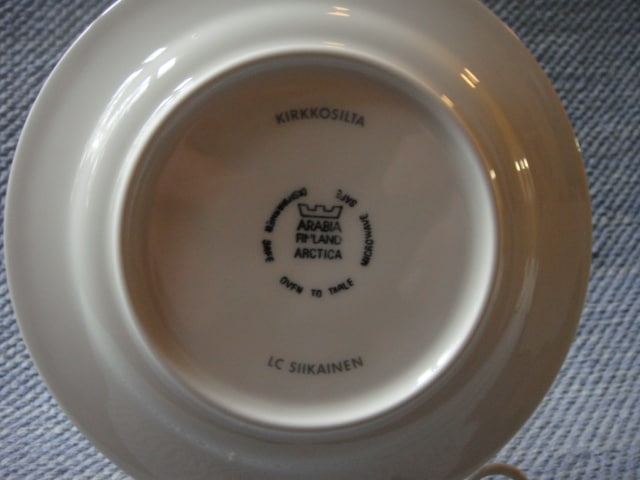 KIRKKOSILTA
DISHWASHER SAFE
MICROWAVE SAFE
ARABIA
FINLAND
ARCTICA
OVEN TO TABLE
LC SIIKAINEN